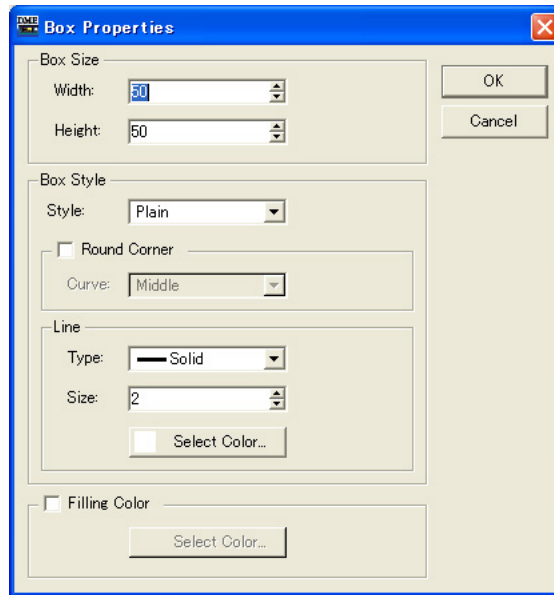 DME
Box Properties
Box Size
Width: 50
Height: 50
OK
Cancel
Box Style
Style: Plain
Round Corner
Curve: Middle
Line
Type: Solid
Size: 2
Select Color...
Filling Color
Select Color...